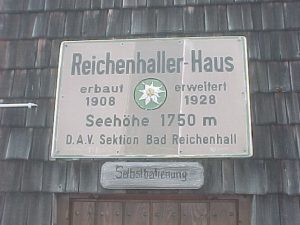 Reichenhaller-Haus
erbaut erweitert
1908 1928
Seehöhe 1750 m
D.A.V. Sektion Bad Reichenhall
Selbstbedienung